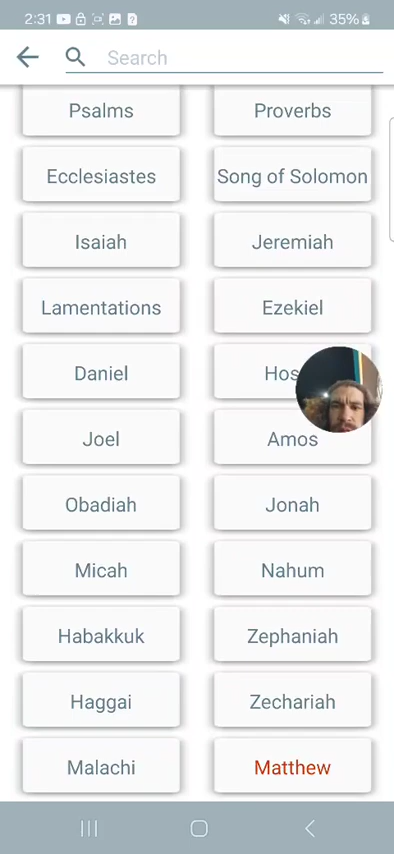 2:31 35%
Search
Psalms Proverbs
Ecclesiastes Song of Solomon
Isaiah Jeremiah
Lamentations Ezekiel
Daniel Hos
Joel Amos
Obadiah Jonah
Micah Nahum
Habakkuk Zephaniah
Haggai Zechariah
Malachi Matthew